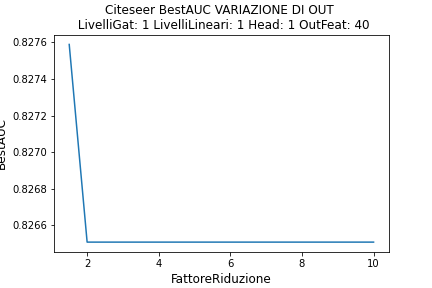 Citeseer BestAUC VARIAZIONE DI OUT
LivelliGat: 1 LivelliLineari: 1 Head: 1 OutFeat: 40
0.8276
0.8274
0.8272
0.8270
0.8268
0.8266
BestAUC
2 4 6 8 10
FattoreRiduzione